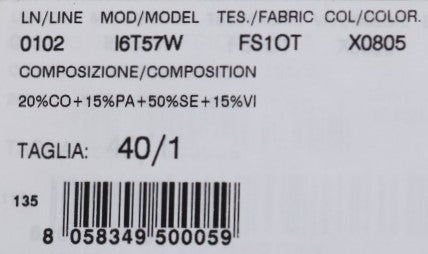 LN/LINE MOD/MODEL TES./FABRIC COL/COLOR.
0102 I6T57W FS1OT X0805
COMPOSIZIONE/COMPOSITION
20%CO+15%PA+50%SE+15%VI
TAGLIA: 40/1
135
8 058349 500059